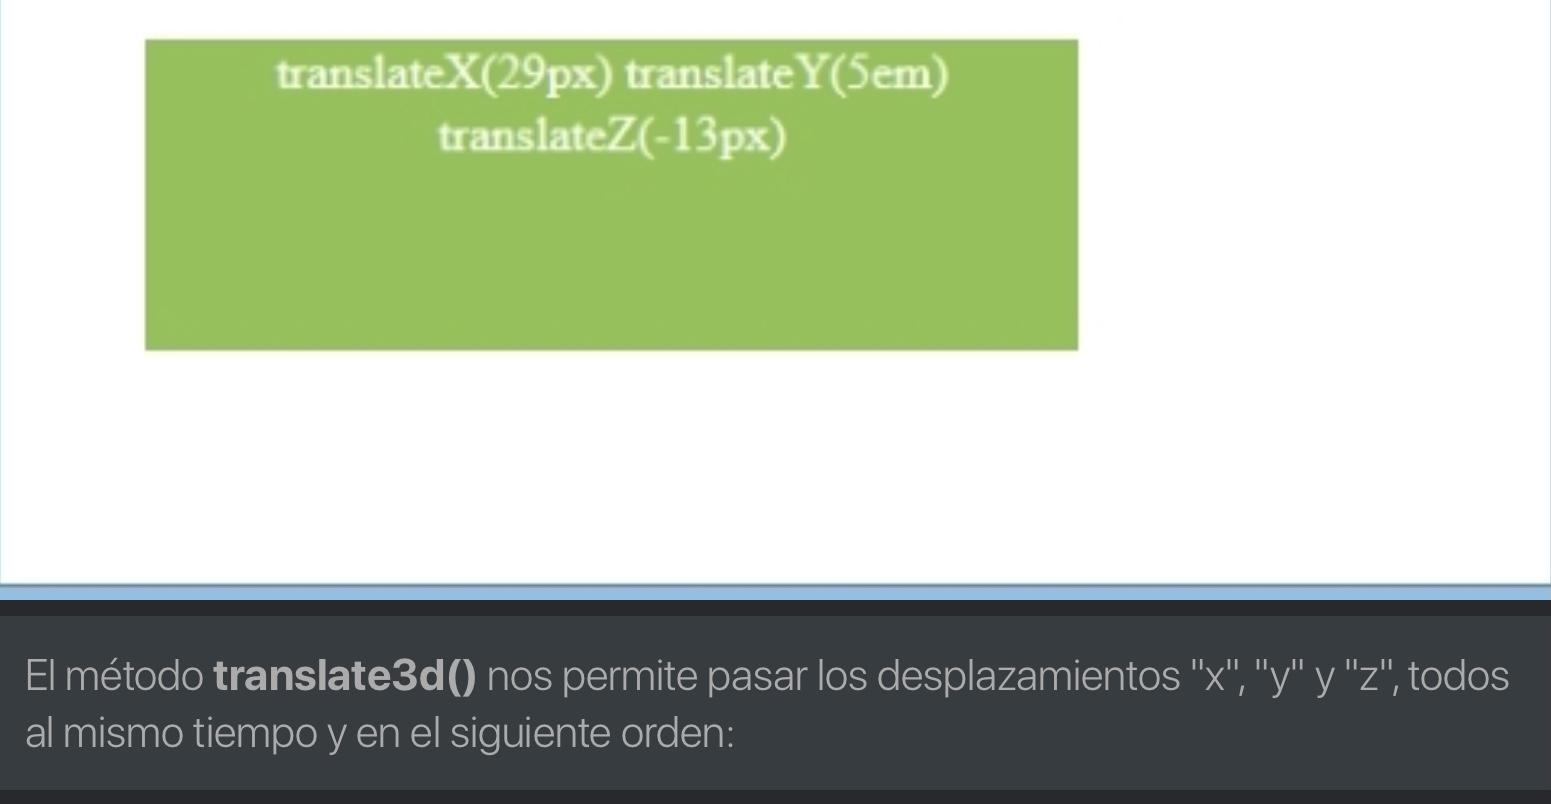 translateX(29px) translateY(5em)
translateZ(-13px)
El método translate3d() nos permite pasar los desplazamientos "x", "y" y "z", todos
al mismo tiempo y en el siguiente orden: